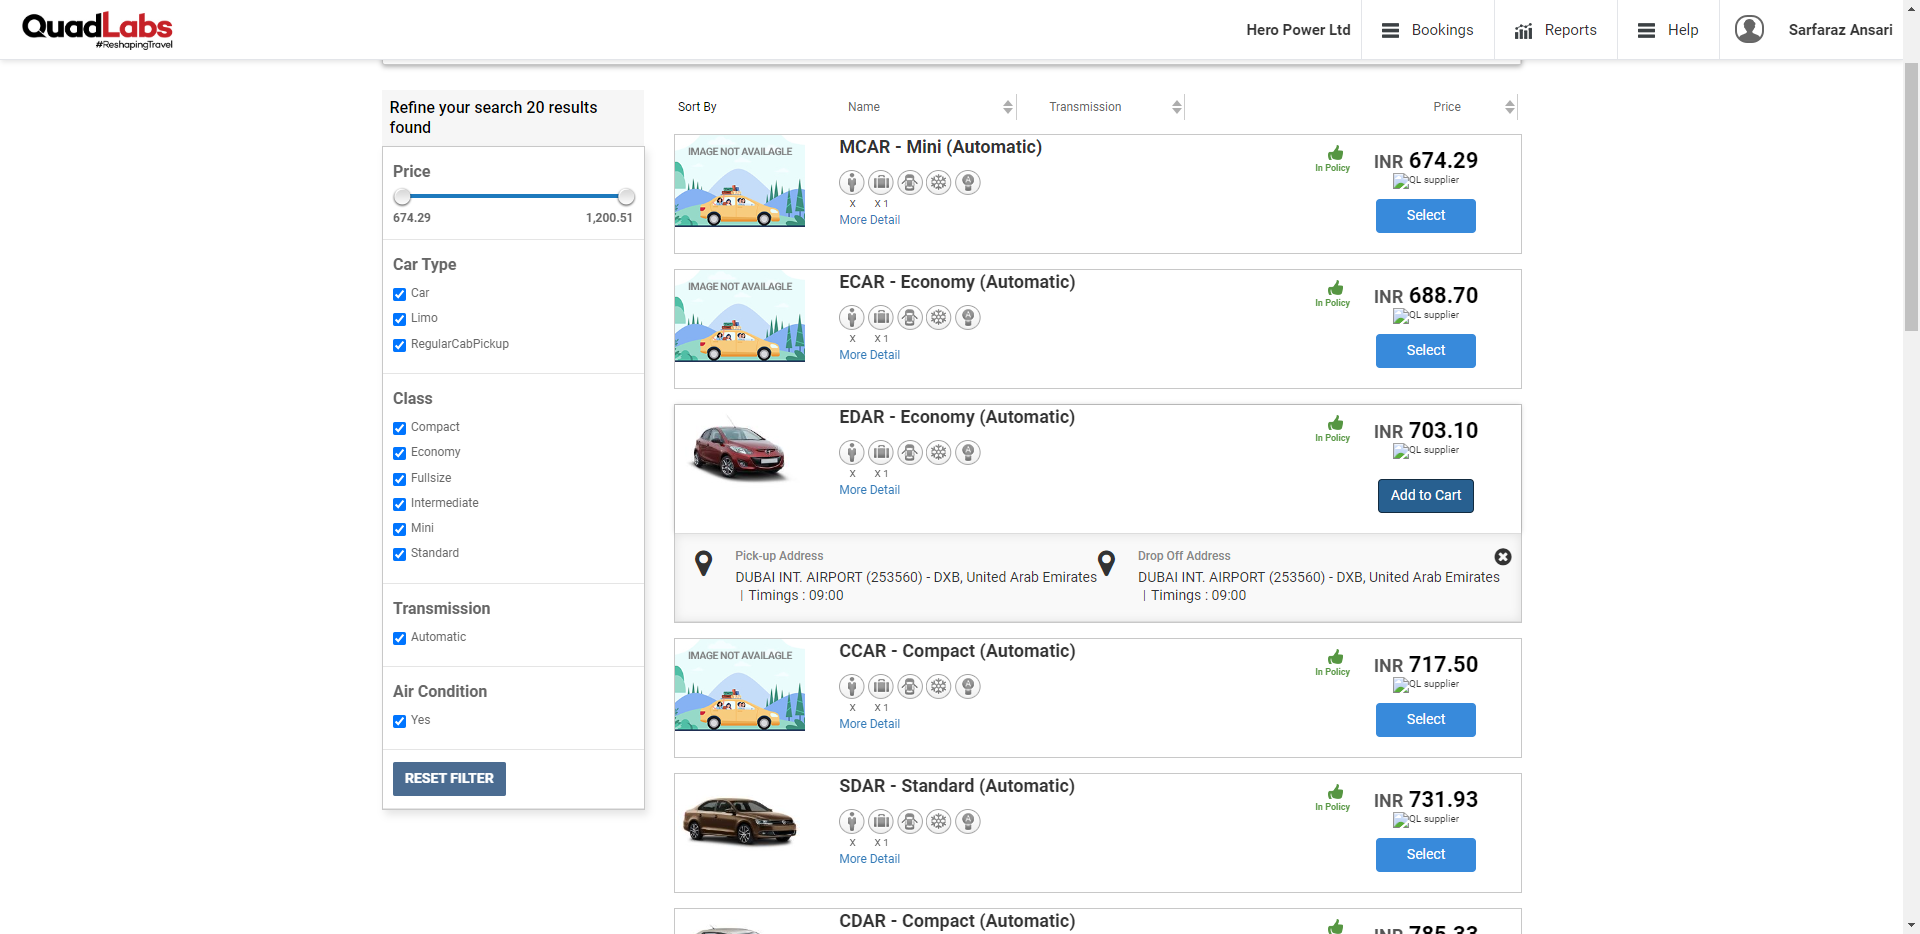 QuadLabs
#ReshapingTravel
Hero Power Ltd
Bookings
Reports
Help
Sarfaraz Ansari
Refine your search 20 results
found
Price
674.29 1,200.51
Car Type
Car
Limo
RegularCabPickup
Class
Compact
Economy
Fullsize
Intermediate
Mini
Standard
Transmission
Automatic
Air Condition
Yes
RESET FILTER
Sort By Name Transmission Price
IMAGE NOT AVAILAGLE
MCAR - Mini (Automatic)
X X 1
More Detail
In Policy
INR 674.29
QL supplier
Select
IMAGE NOT AVAILAGLE
ECAR - Economy (Automatic)
X X 1
More Detail
In Policy
INR 688.70
QL supplier
Select
EDAR - Economy (Automatic)
X X 1
More Detail
In Policy
INR 703.10
QL supplier
Add to Cart
Pick-up Address
DUBAI INT. AIRPORT (253560) - DXB, United Arab Emirates
| Timings : 09:00
Drop Off Address
DUBAI INT. AIRPORT (253560) - DXB, United Arab Emirates
| Timings : 09:00
IMAGE NOT AVAILAGLE
CCAR - Compact (Automatic)
X X 1
More Detail
In Policy
INR 717.50
QL supplier
Select
SDAR - Standard (Automatic)
X X 1
More Detail
In Policy
INR 731.93
QL supplier
Select
CDAR - Compact (Automatic)
INR 785.33